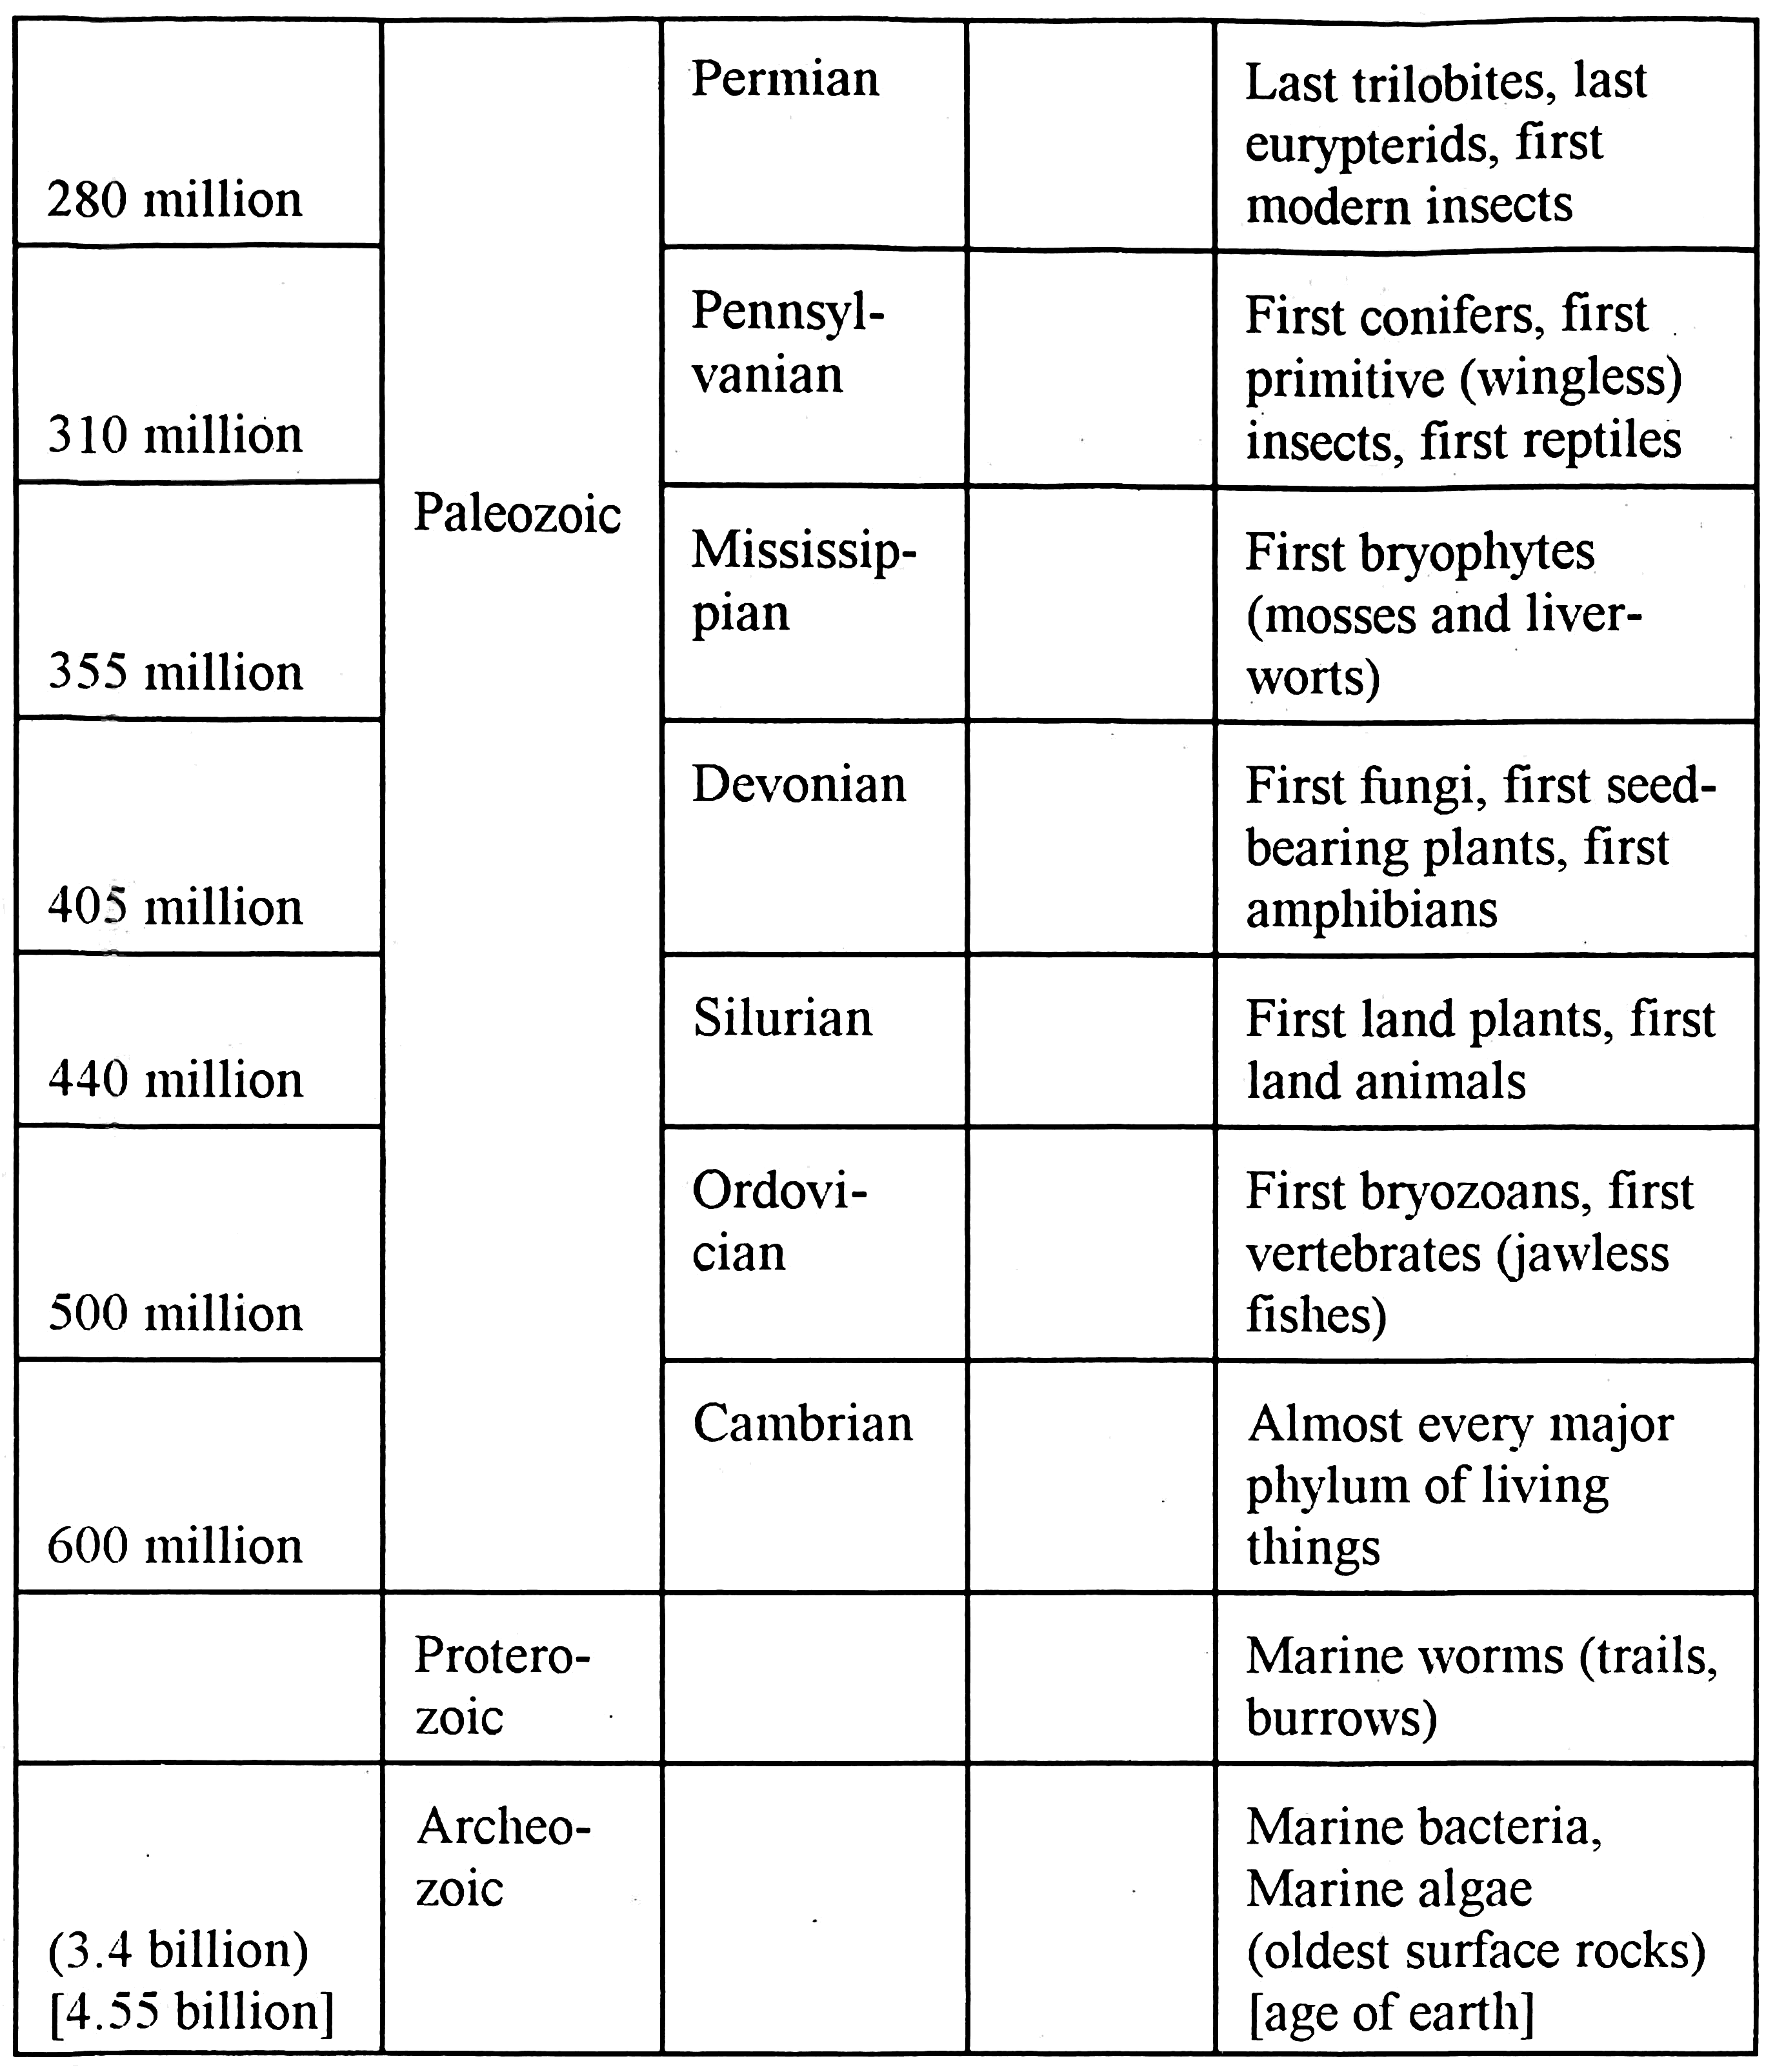 Permian
Last trilobites, last
eurypterids, first
modern insects
280 million
Pennsyl-
vanian
First conifers, first
primitive (wingless)
insects, first reptiles
310 million
Paleozoic
Mississip-
pian
First bryophytes
(mosses and liver-
worts)
355 million
Devonian
First fungi, first seed-
bearing plants, first
amphibians
405 million
Silurian
First land plants, first
land animals
440 million
Ordovi-
cian
First bryozoans, first
vertebrates (jawless
fishes)
500 million
Cambrian
Almost every major
phylum of living
things
600 million
Protero-
zoic
Marine worms (trails,
burrows)
Archeo-
zoic
Marine bacteria,
Marine algae
(oldest surface rocks)
[age of earth]
(3.4 billion)
[4.55 billion]